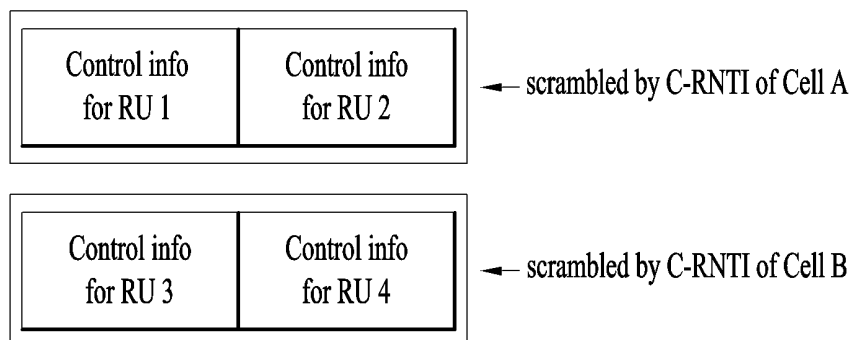 Control info
for RU 1
Control info
for RU 2
scrambled by C-RNTI of Cell A
Control info
for RU 3
Control info
for RU 4
scrambled by C-RNTI of Cell B